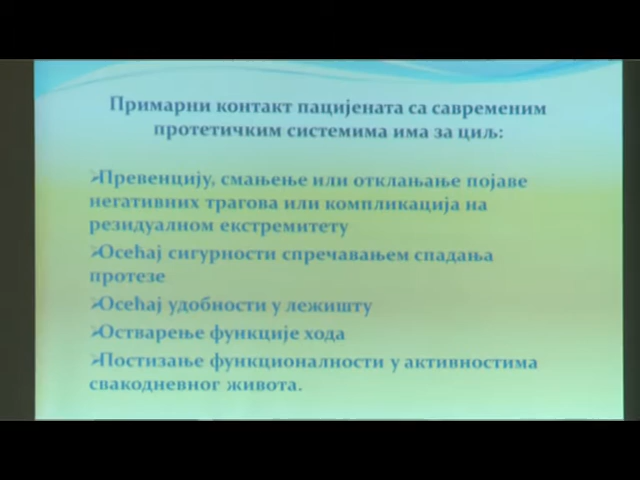 Примарни контакт пацијената са савременим
протетичким системима има за циљ:
➢Превенцију, смањење или отклањање појаве
негативних трагова или компликација на
резидуалном екстремитету
➢Осећај сигурности спречавањем спадања
протезе
➢Осећај удобности у лежишту
➢Остварење функције хода
➢Постизање функционалности у активностима
свакодневног живота.